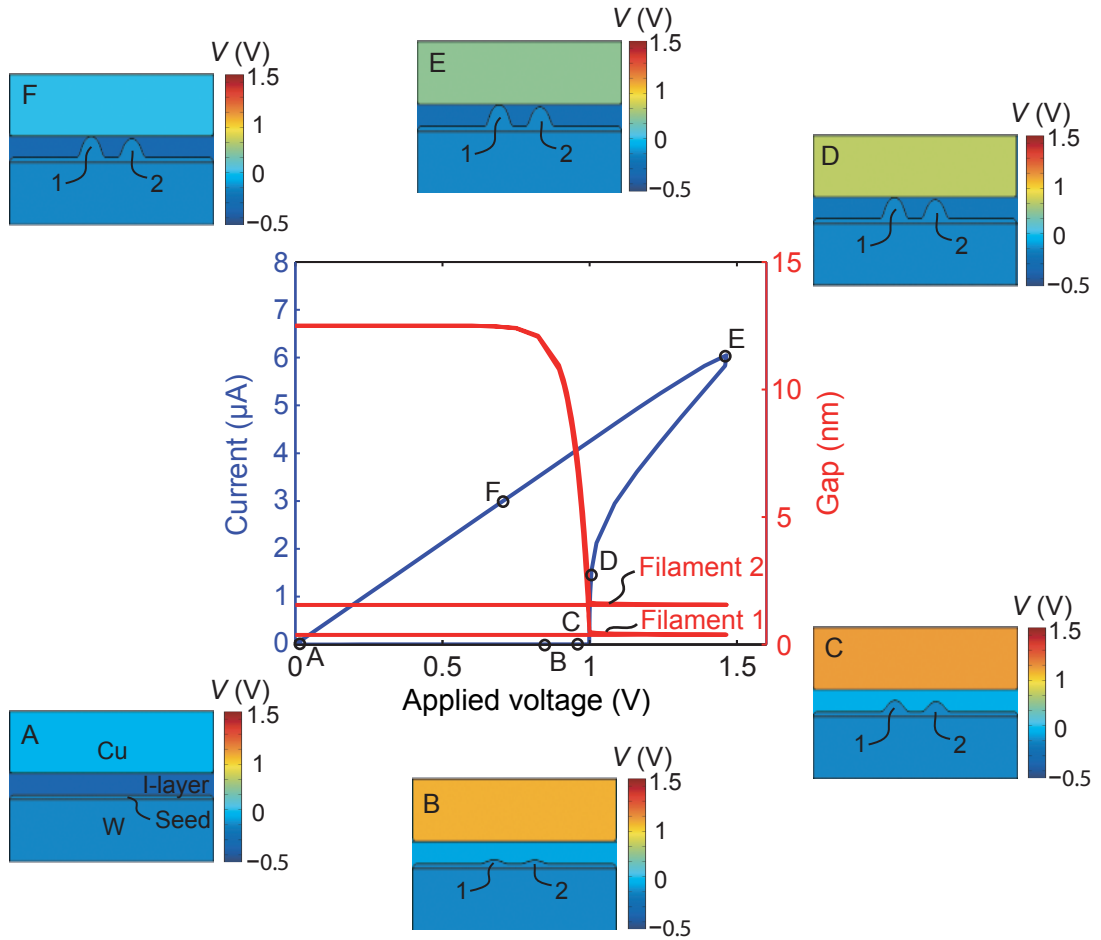 V (V)
F
1.5
1
0
−0.5
1
2
V (V)
E
1.5
1
0
−0.5
1
2
V (V)
D
1.5
1
0
−0.5
1
2
8
7
6
5
4
3
2
1
0
Current (µA)
15
10
5
0
Gap (nm)
E
F
D
Filament 2
C
Filament 1
A
B
0
0.5
1
1.5
Applied voltage (V)
V (V)
C
1.5
1
0
−0.5
1
2
V (V)
A
Cu
I-layer
Seed
W
1.5
1
0
−0.5
V (V)
B
1.5
1
0
−0.5
1
2